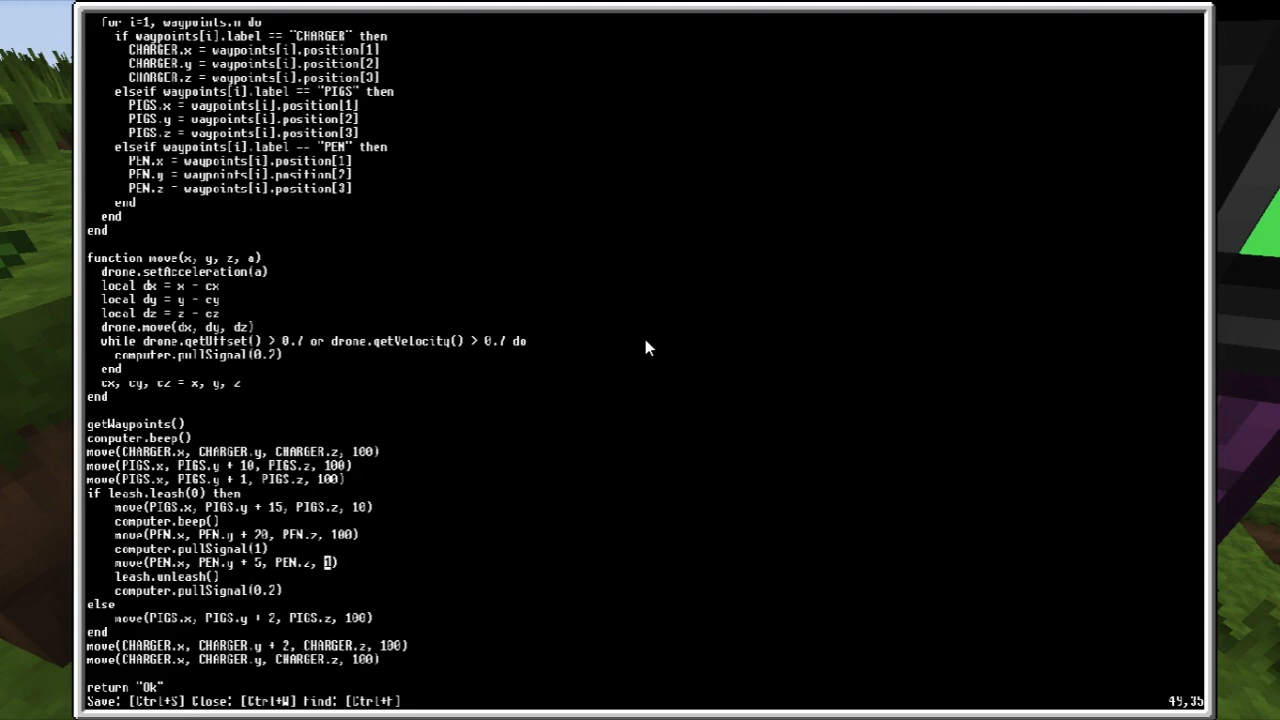 for i=1, waypoints.n do
if waypoints[i].label == "CHARGER" then
CHARGER.x = waypoints[i].position[1]
CHARGER.y = waypoints[i].position[2]
CHARGER.z = waypoints[i].position[3]
elseif waypoints[i].label == "PIGS" then
PIGS.x = waypoints[i].position[1]
PIGS.y = waypoints[i].position[2]
PIGS.z = waypoints[i].position[3]
elseif waypoints[i].label == "PEN" then
PEN.x = waypoints[i].position[1]
PEN.y = waypoints[i].position[2]
PEN.z = waypoints[i].position[3]
end
end
end
function move(x, y, z, a)
drone.setAcceleration(a)
local dx = x - cx
local dy = y - cy
local dz = z - cz
drone.move(dx, dy, dz)
while drone.getOffset() > 0.7 or drone.getVelocity() > 0.7 do
computer.pullSignal(0.2)
end
cx, cy, cz = x, y, z
end
getWaypoints()
computer.beep()
move(CHARGER.x, CHARGER.y, CHARGER.z, 100)
move(PIGS.x, PIGS.y + 10, PIGS.z, 100)
move(PIGS.x, PIGS.y + 1, PIGS.z, 100)
if leash.leash(0) then
move(PIGS.x, PIGS.y + 15, PIGS.z, 10)
computer.beep()
move(PEN.x, PEN.y + 20, PEN.z, 100)
computer.pullSignal(1)
move(PEN.x, PEN.y + 5, PEN.z, 1)
leash.unleash()
computer.pullSignal(0.2)
else
move(PIGS.x, PIGS.y + 2, PIGS.z, 100)
end
move(CHARGER.x, CHARGER.y + 2, CHARGER.z, 100)
move(CHARGER.x, CHARGER.y, CHARGER.z, 100)
return "Ok"
Save: [Ctrl+S] Close: [Ctrl+W] Find: [Ctrl+F] 49,35